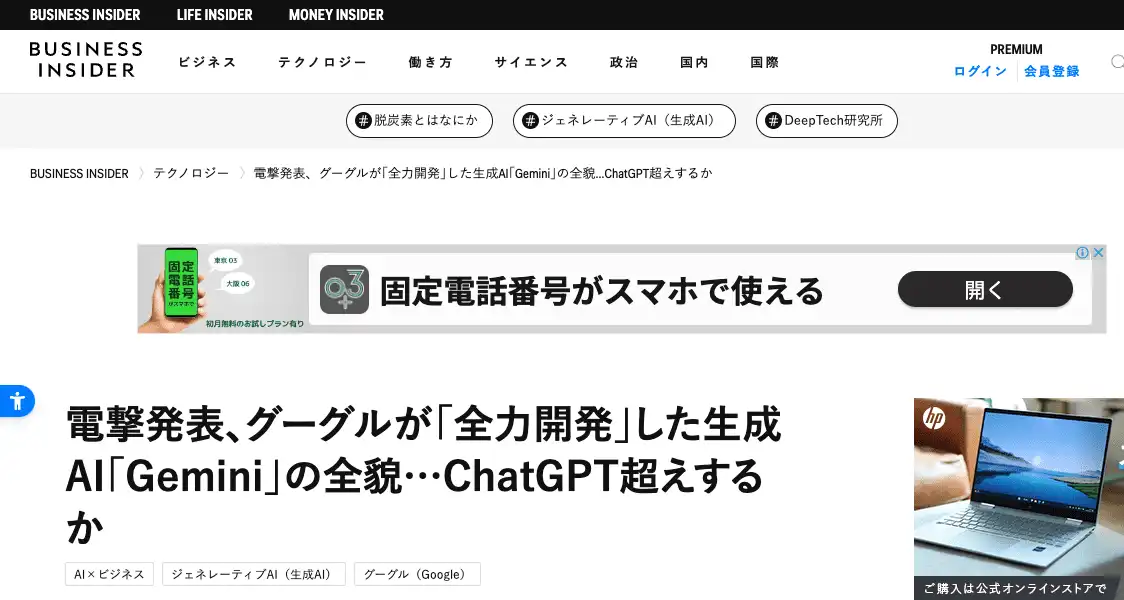 BUSINESS INSIDER LIFE INSIDER MONEY INSIDER
BUSINESS
INSIDER
ビジネス テクノロジー 働き方 サイエンス 政治 国内 国際
PREMIUM
ログイン 会員登録
#脱炭素とはなにか #ジェネレーティブAI（生成AI） #DeepTech研究所
BUSINESS INSIDER 〉 テクノロジー 〉 電撃発表、グーグルが「全力開発」した生成AI「Gemini」の全貌…ChatGPT超えするか
固定
電話
番号
がスマホで
東京 03
大阪 06
初月無料のお試しプラン有り
03+
固定電話番号がスマホで使える
開く
電撃発表、グーグルが「全力開発」した生成
AI「Gemini」の全貌…ChatGPT超えする
か
AI×ビジネス ジェネレーティブAI（生成AI） グーグル（Google）
hp
ご購入は公式オンラインストアで